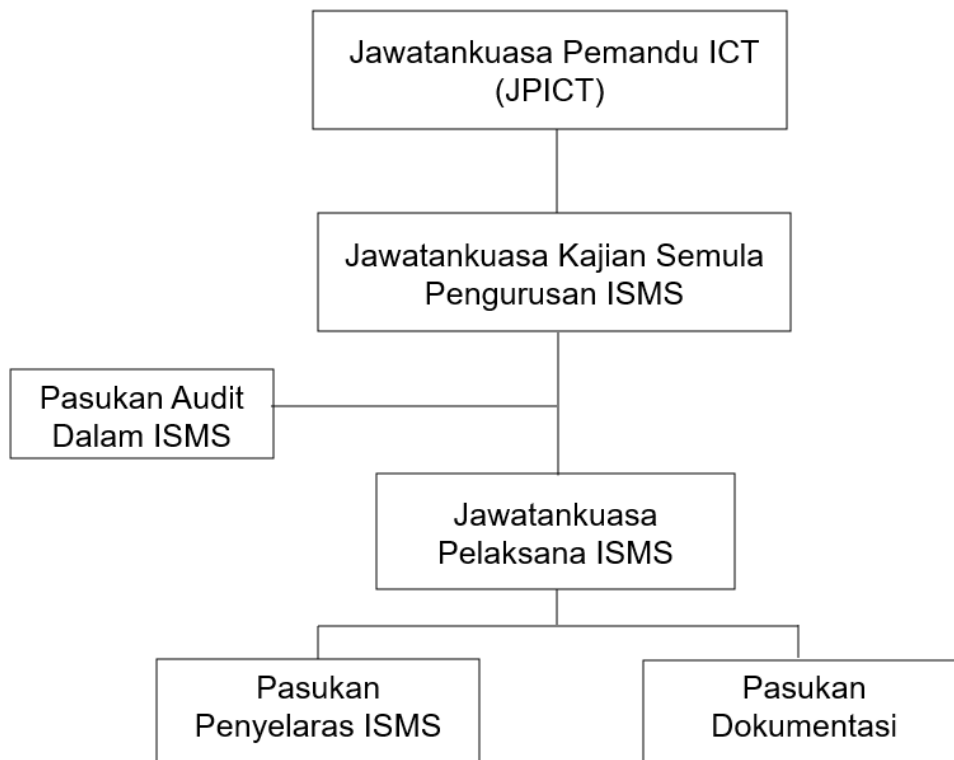 Jawatankuasa Pemandu ICT
(JPICT)
Jawatankuasa Kajian Semula
Pengurusan ISMS
Pasukan Audit
Dalam ISMS
Jawatankuasa
Pelaksana ISMS
Pasukan
Penyelaras ISMS
Pasukan
Dokumentasi